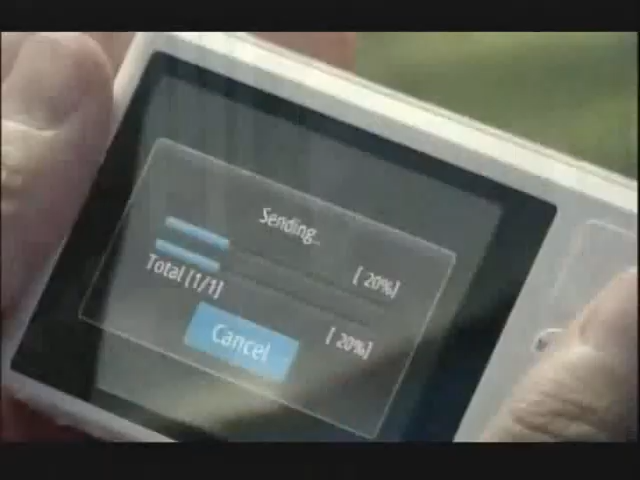 Sending..
[ 20%]
Total [1/1]
[ 20%]
Cancel